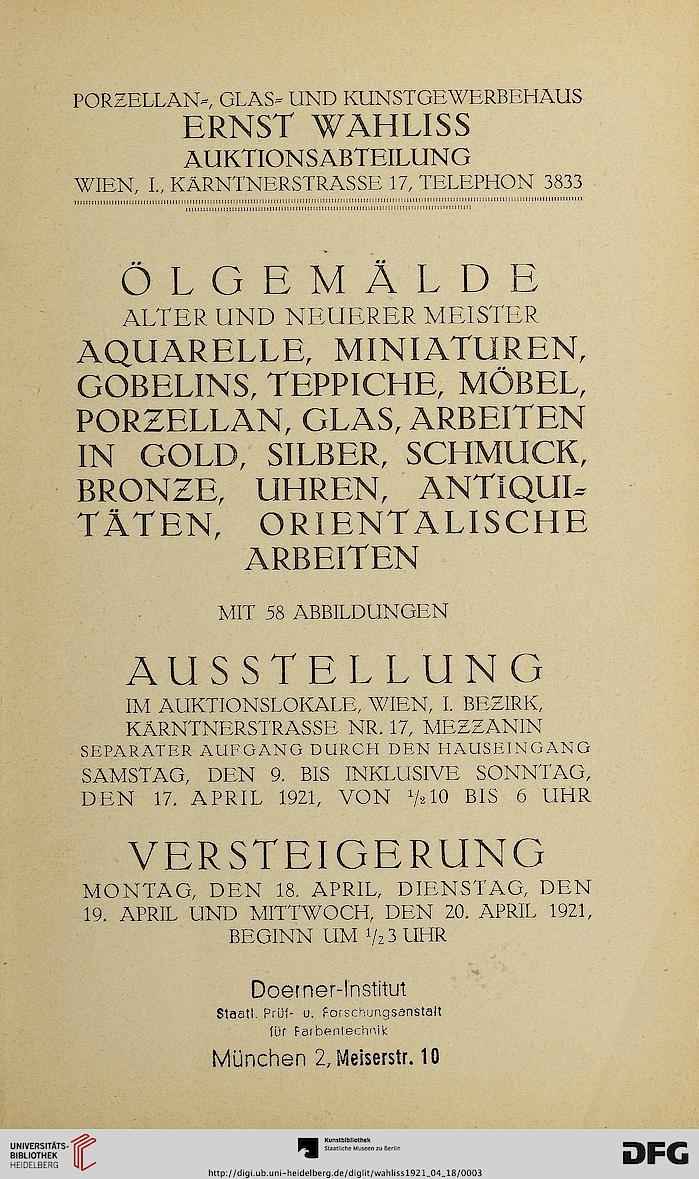 PORZELLAN-, GLAS- UND KUNSTGEWERBEHAUS
ERNST WAHLISS
AUKTIONSABTEILUNG
WIEN, I., KÄRNTNERSTRASSE 17, TELEPHON 3833
ÖLGEMÄLDE
ALTER UND NEUERER MEISTER
AQUARELLE, MINIATUREN,
GOBELINS, TEPPICHE, MÖBEL,
PORZELLAN, GLAS, ARBEITEN
IN GOLD, SILBER, SCHMUCK,
BRONZE, UHREN, ANTIQUI-
TÄTEN, ORIENTALISCHE
ARBEITEN
MIT 58 ABBILDUNGEN
AUSSTELLUNG
IM AUKTIONSLOKALE, WIEN, I. BEZIRK,
KÄRNTNERSTRASSE NR. 17, MEZZANIN
SEPARATER AUFGANG DURCH DEN HAUSEINGANG
SAMSTAG, DEN 9. BIS INKLUSIVE SONNTAG,
DEN 17. APRIL 1921, VON 1/2 10 BIS 6 UHR
VERSTEIGERUNG
MONTAG, DEN 18. APRIL, DIENSTAG, DEN
19. APRIL UND MITTWOCH, DEN 20. APRIL 1921,
BEGINN UM 1/2 3 UHR
Doerner-Institut
Staatl. Prüf- u. Forschungsanstalt
für Farbentechnik
München 2, Meiserstr. 10
UNIVERSITÄTS-
BIBLIOTHEK
HEIDELBERG
Kunstbibliothek
Staatliche Museen zu Berlin
DFG
http://digi.ub.uni-heidelberg.de/diglit/wahliss1921_04_18/0003